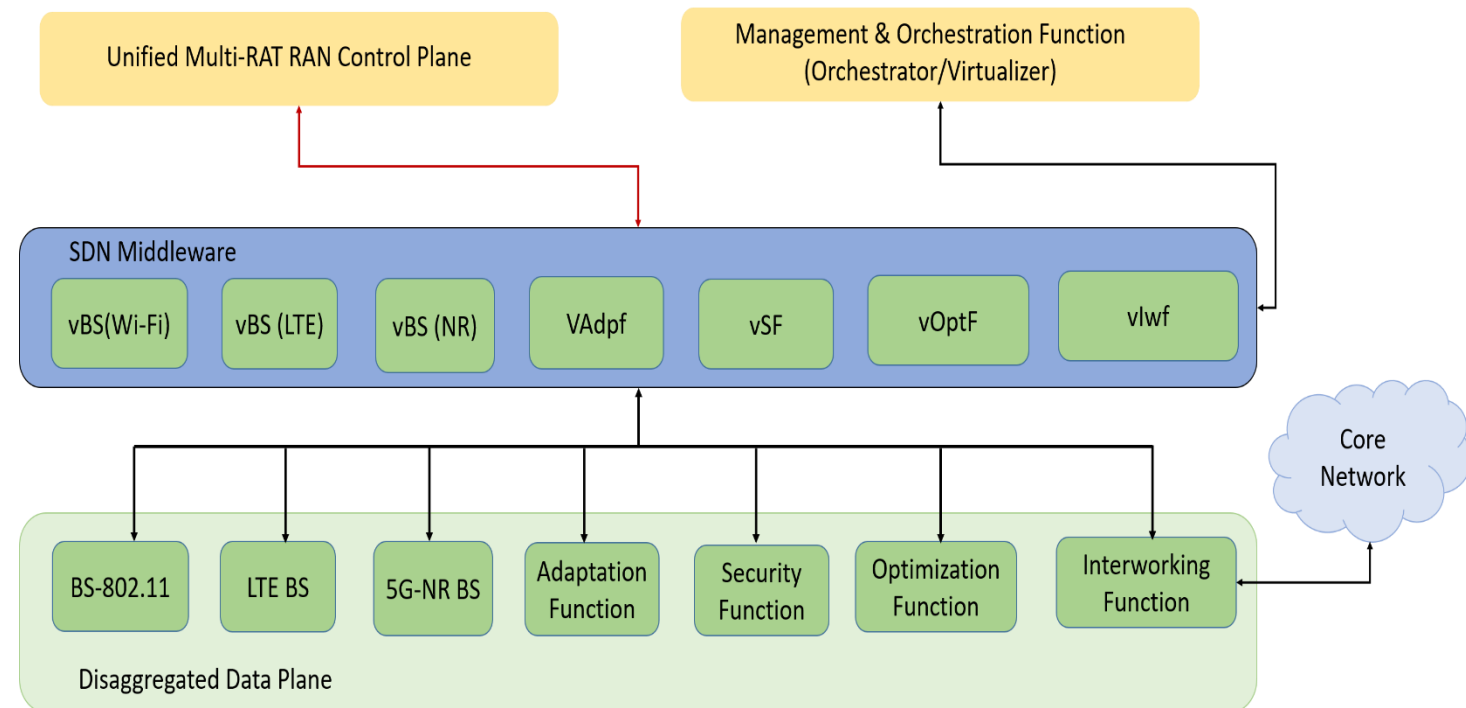 Unified Multi-RAT RAN Control Plane
Management & Orchestration Function
(Orchestrator/Virtualizer)
SDN Middleware
vBS(Wi-Fi)
vBS (LTE)
vBS (NR)
VAdpf
vSF
vOptF
vIwf
Core
Network
BS-802.11
LTE BS
5G-NR BS
Adaptation
Function
Security
Function
Optimization
Function
Interworking
Function
Disaggregated Data Plane